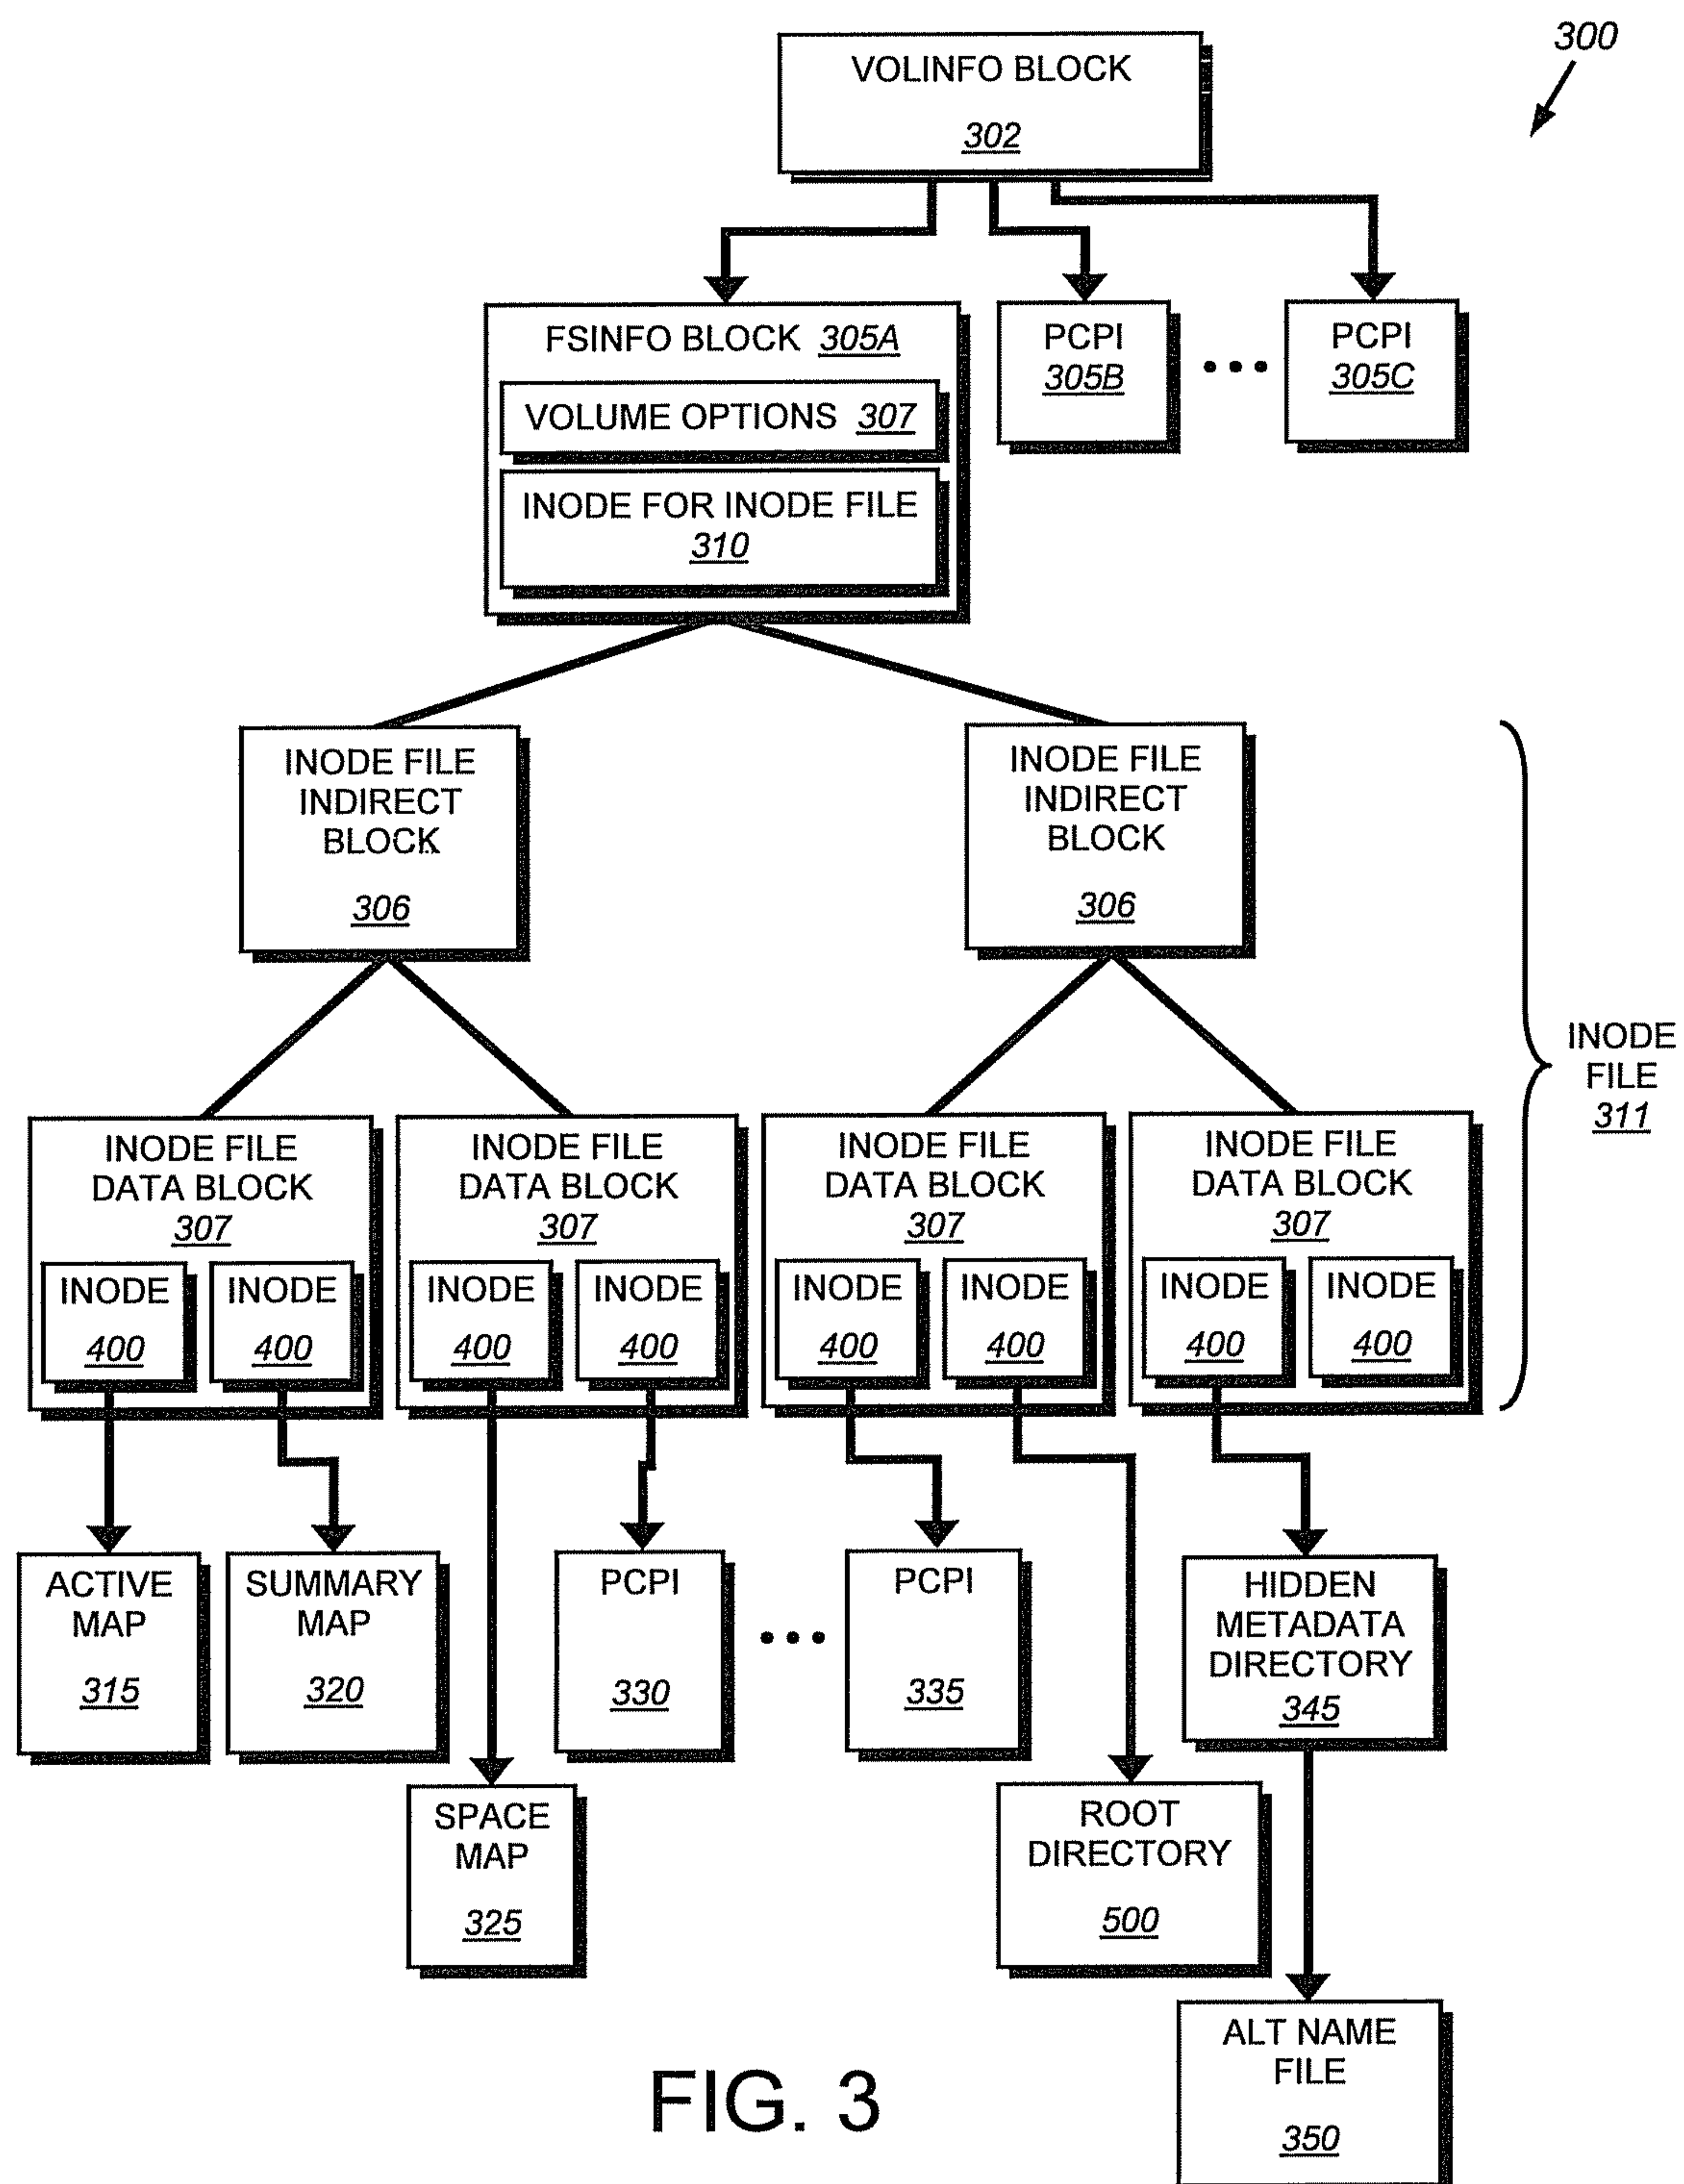 300
VOLINFO BLOCK
302
FSINFO BLOCK 305A
VOLUME OPTIONS 307
INODE FOR INODE FILE
310
PCPI
305B
PCPI
305C
INODE FILE
INDIRECT
BLOCK
306
INODE FILE
INDIRECT
BLOCK
306
INODE
FILE
311
INODE FILE
DATA BLOCK
307
INODE
400
INODE
400
INODE FILE
DATA BLOCK
307
INODE
400
INODE
400
INODE FILE
DATA BLOCK
307
INODE
400
INODE
400
INODE FILE
DATA BLOCK
307
INODE
400
INODE
400
ACTIVE
MAP
315
SUMMARY
MAP
320
PCPI
330
PCPI
335
HIDDEN
METADATA
DIRECTORY
345
SPACE
MAP
325
ROOT
DIRECTORY
500
ALT NAME
FILE
350
FIG. 3